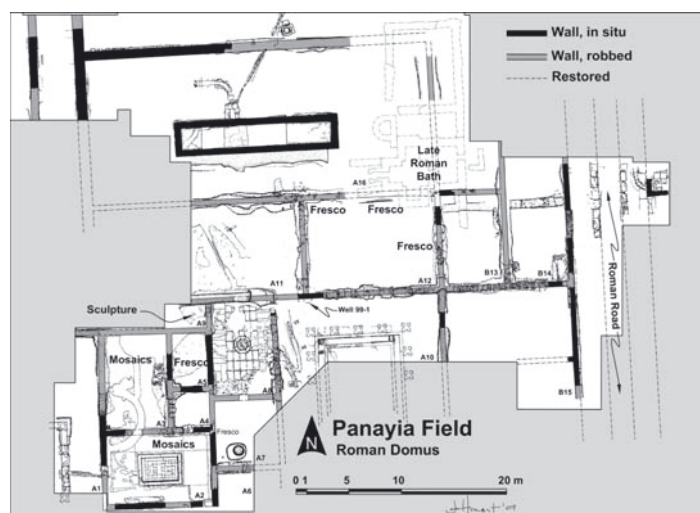 Wall, in situ
Wall, robbed
Restored
Late
Roman
Bath
A16
Fresco
Fresco
Fresco
A11
A12
B13
B14
Roman Road
Sculpture
Well 99-1
A9
Mosaics
Fresco
A5
A8
A10
B15
A3
A4
Fresco
Mosaics
N
Panayia Field
Roman Domus
A7
A1
A2
A6
0 1 5 10 20 m